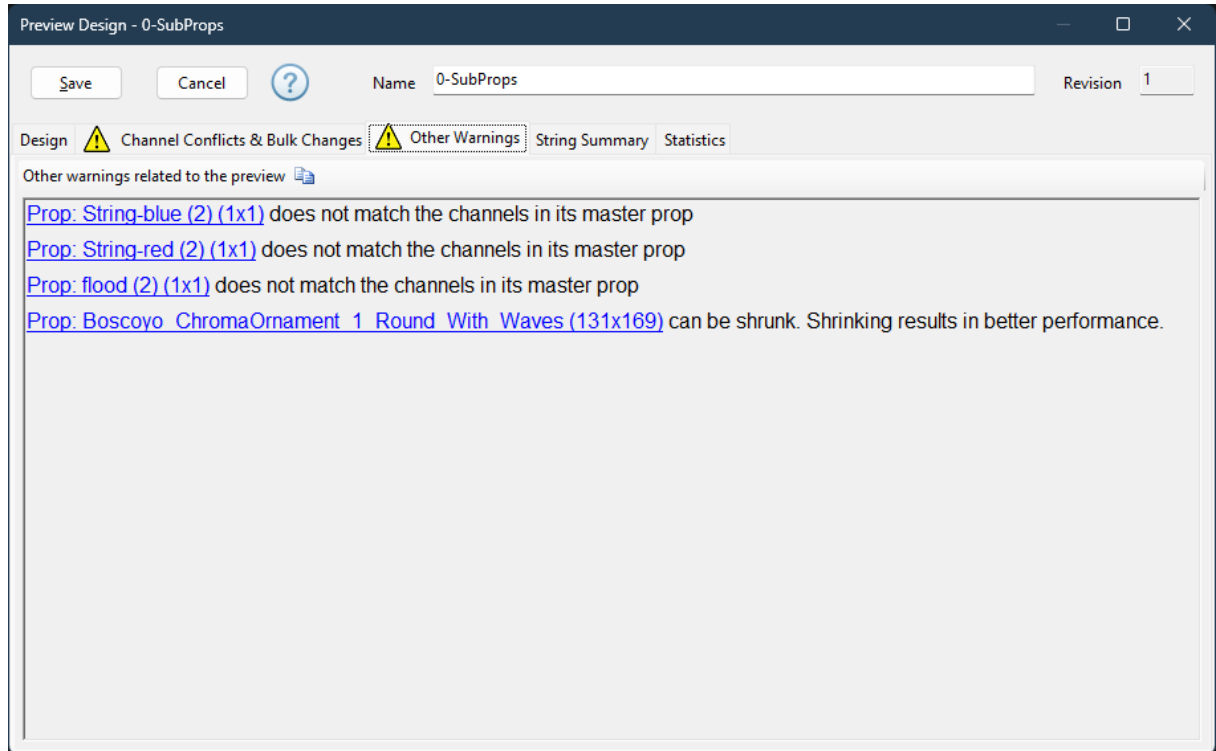 Preview Design - 0-SubProps
Save Cancel ? Name 0-SubProps Revision 1
Design Channel Conflicts & Bulk Changes Other Warnings String Summary Statistics
Other warnings related to the preview
Prop: String-blue (2) (1x1) does not match the channels in its master prop
Prop: String-red (2) (1x1) does not match the channels in its master prop
Prop: flood (2) (1x1) does not match the channels in its master prop
Prop: Boscoyo_ChromaOrnament_1_Round_With_Waves (131x169) can be shrunk. Shrinking results in better performance.